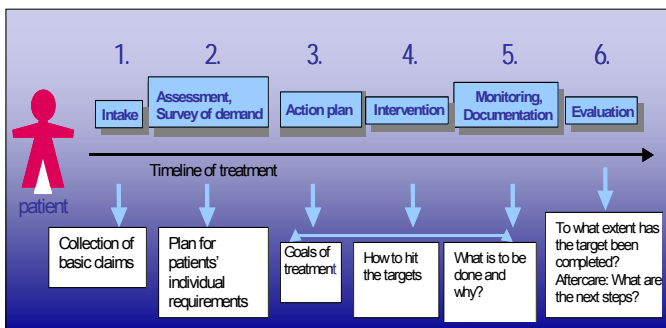 1.
2.
3.
4.
5.
6.
Intake
Assessment,
Survey of demand
Action plan
Intervention
Monitoring,
Documentation
Evaluation
Timeline of treatment
patient
Collection of
basic claims
Plan for
patients'
individual
requirements
Goals of
treatment
How to hit
the targets
What is to be
done and
why?
To what extent has
the target been
completed?
Aftercare: What are
the next steps?